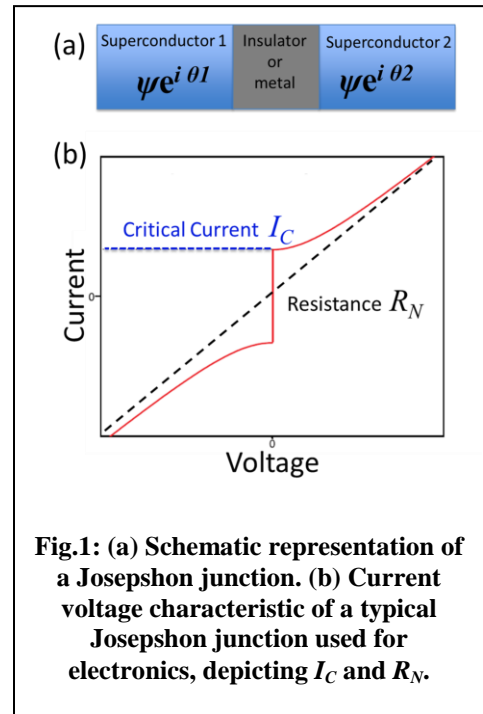 (a)
Superconductor 1
ψe^{i θ1}
Insulator
or
metal
Superconductor 2
ψe^{i θ2}
(b)
Critical Current I_C
Current
0
Resistance R_N
0
Voltage
Fig.1: (a) Schematic representation of
a Josepshon junction. (b) Current
voltage characteristic of a typical
Josepshon junction used for
electronics, depicting I_C and R_N.